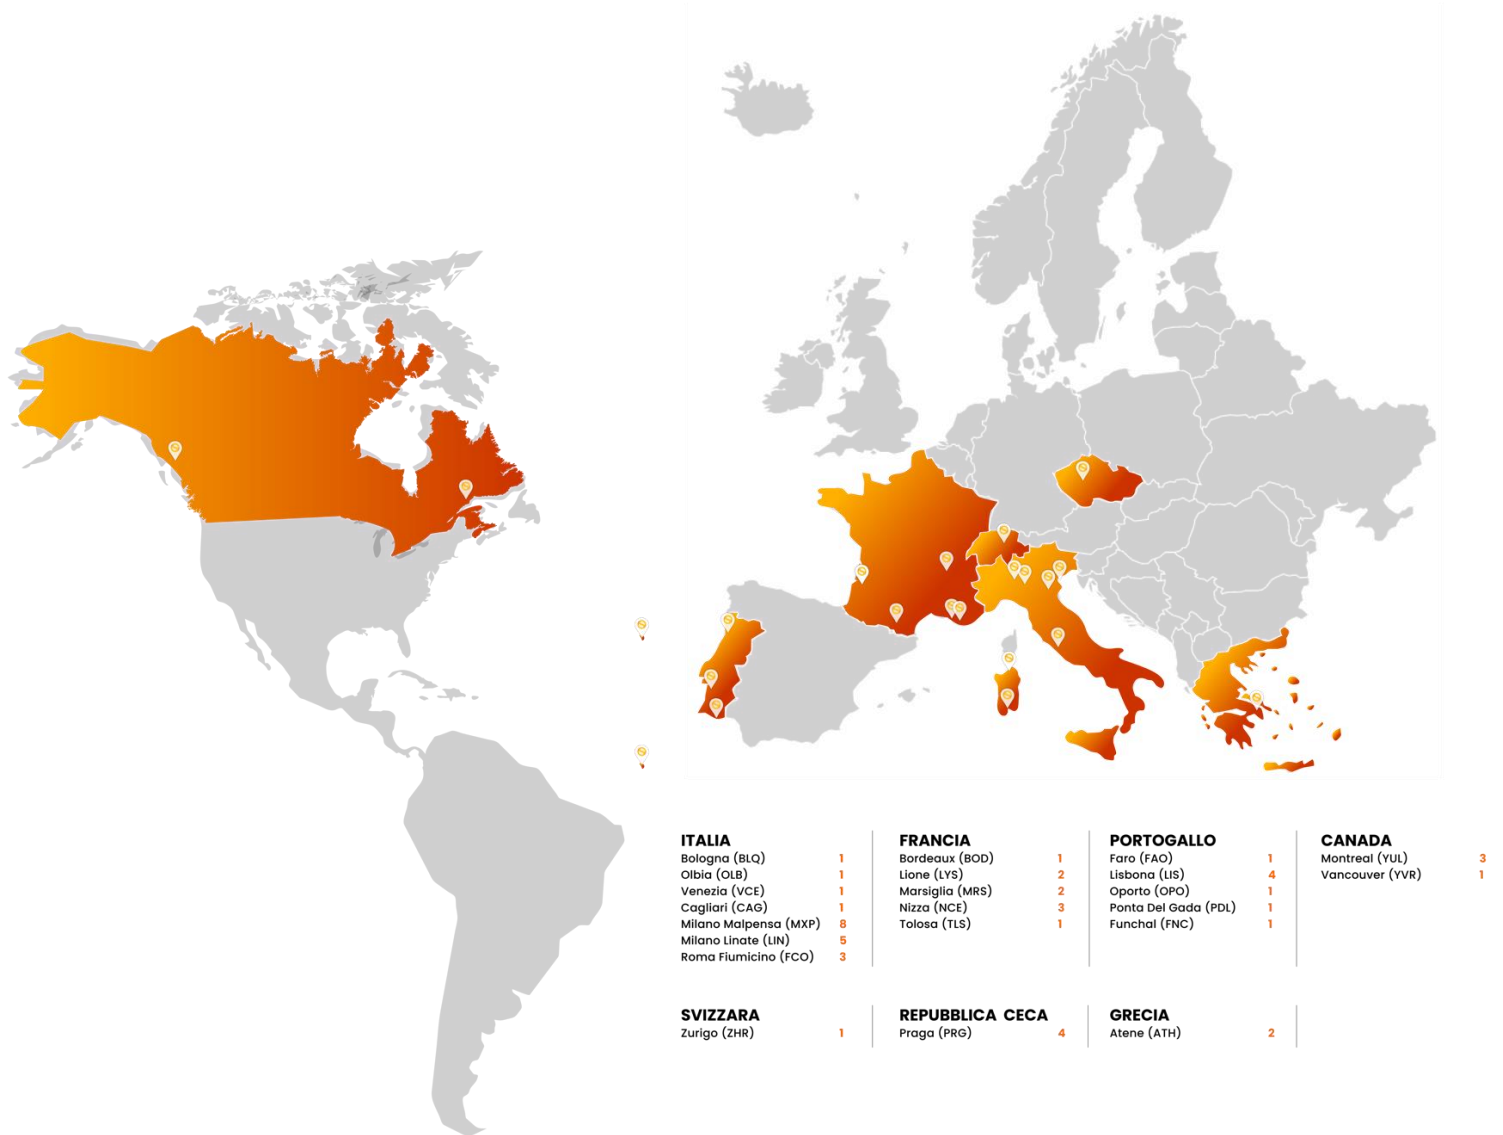 ITALIA
Bologna (BLQ) 1
Olbia (OLB) 1
Venezia (VCE) 1
Cagliari (CAG) 1
Milano Malpensa (MXP) 8
Milano Linate (LIN) 5
Roma Fiumicino (FCO) 3
FRANCIA
Bordeaux (BOD) 1
Lione (LYS) 2
Marsiglia (MRS) 2
Nizza (NCE) 3
Tolosa (TLS) 1
PORTOGALLO
Faro (FAO) 1
Lisbona (LIS) 4
Oporto (OPO) 1
Ponta Del Gada (PDL) 1
Funchal (FNC) 1
CANADA
Montreal (YUL) 3
Vancouver (YVR) 1
SVIZZARA
Zurigo (ZHR) 1
REPUBBLICA CECA
Praga (PRG) 4
GRECIA
Atene (ATH) 2